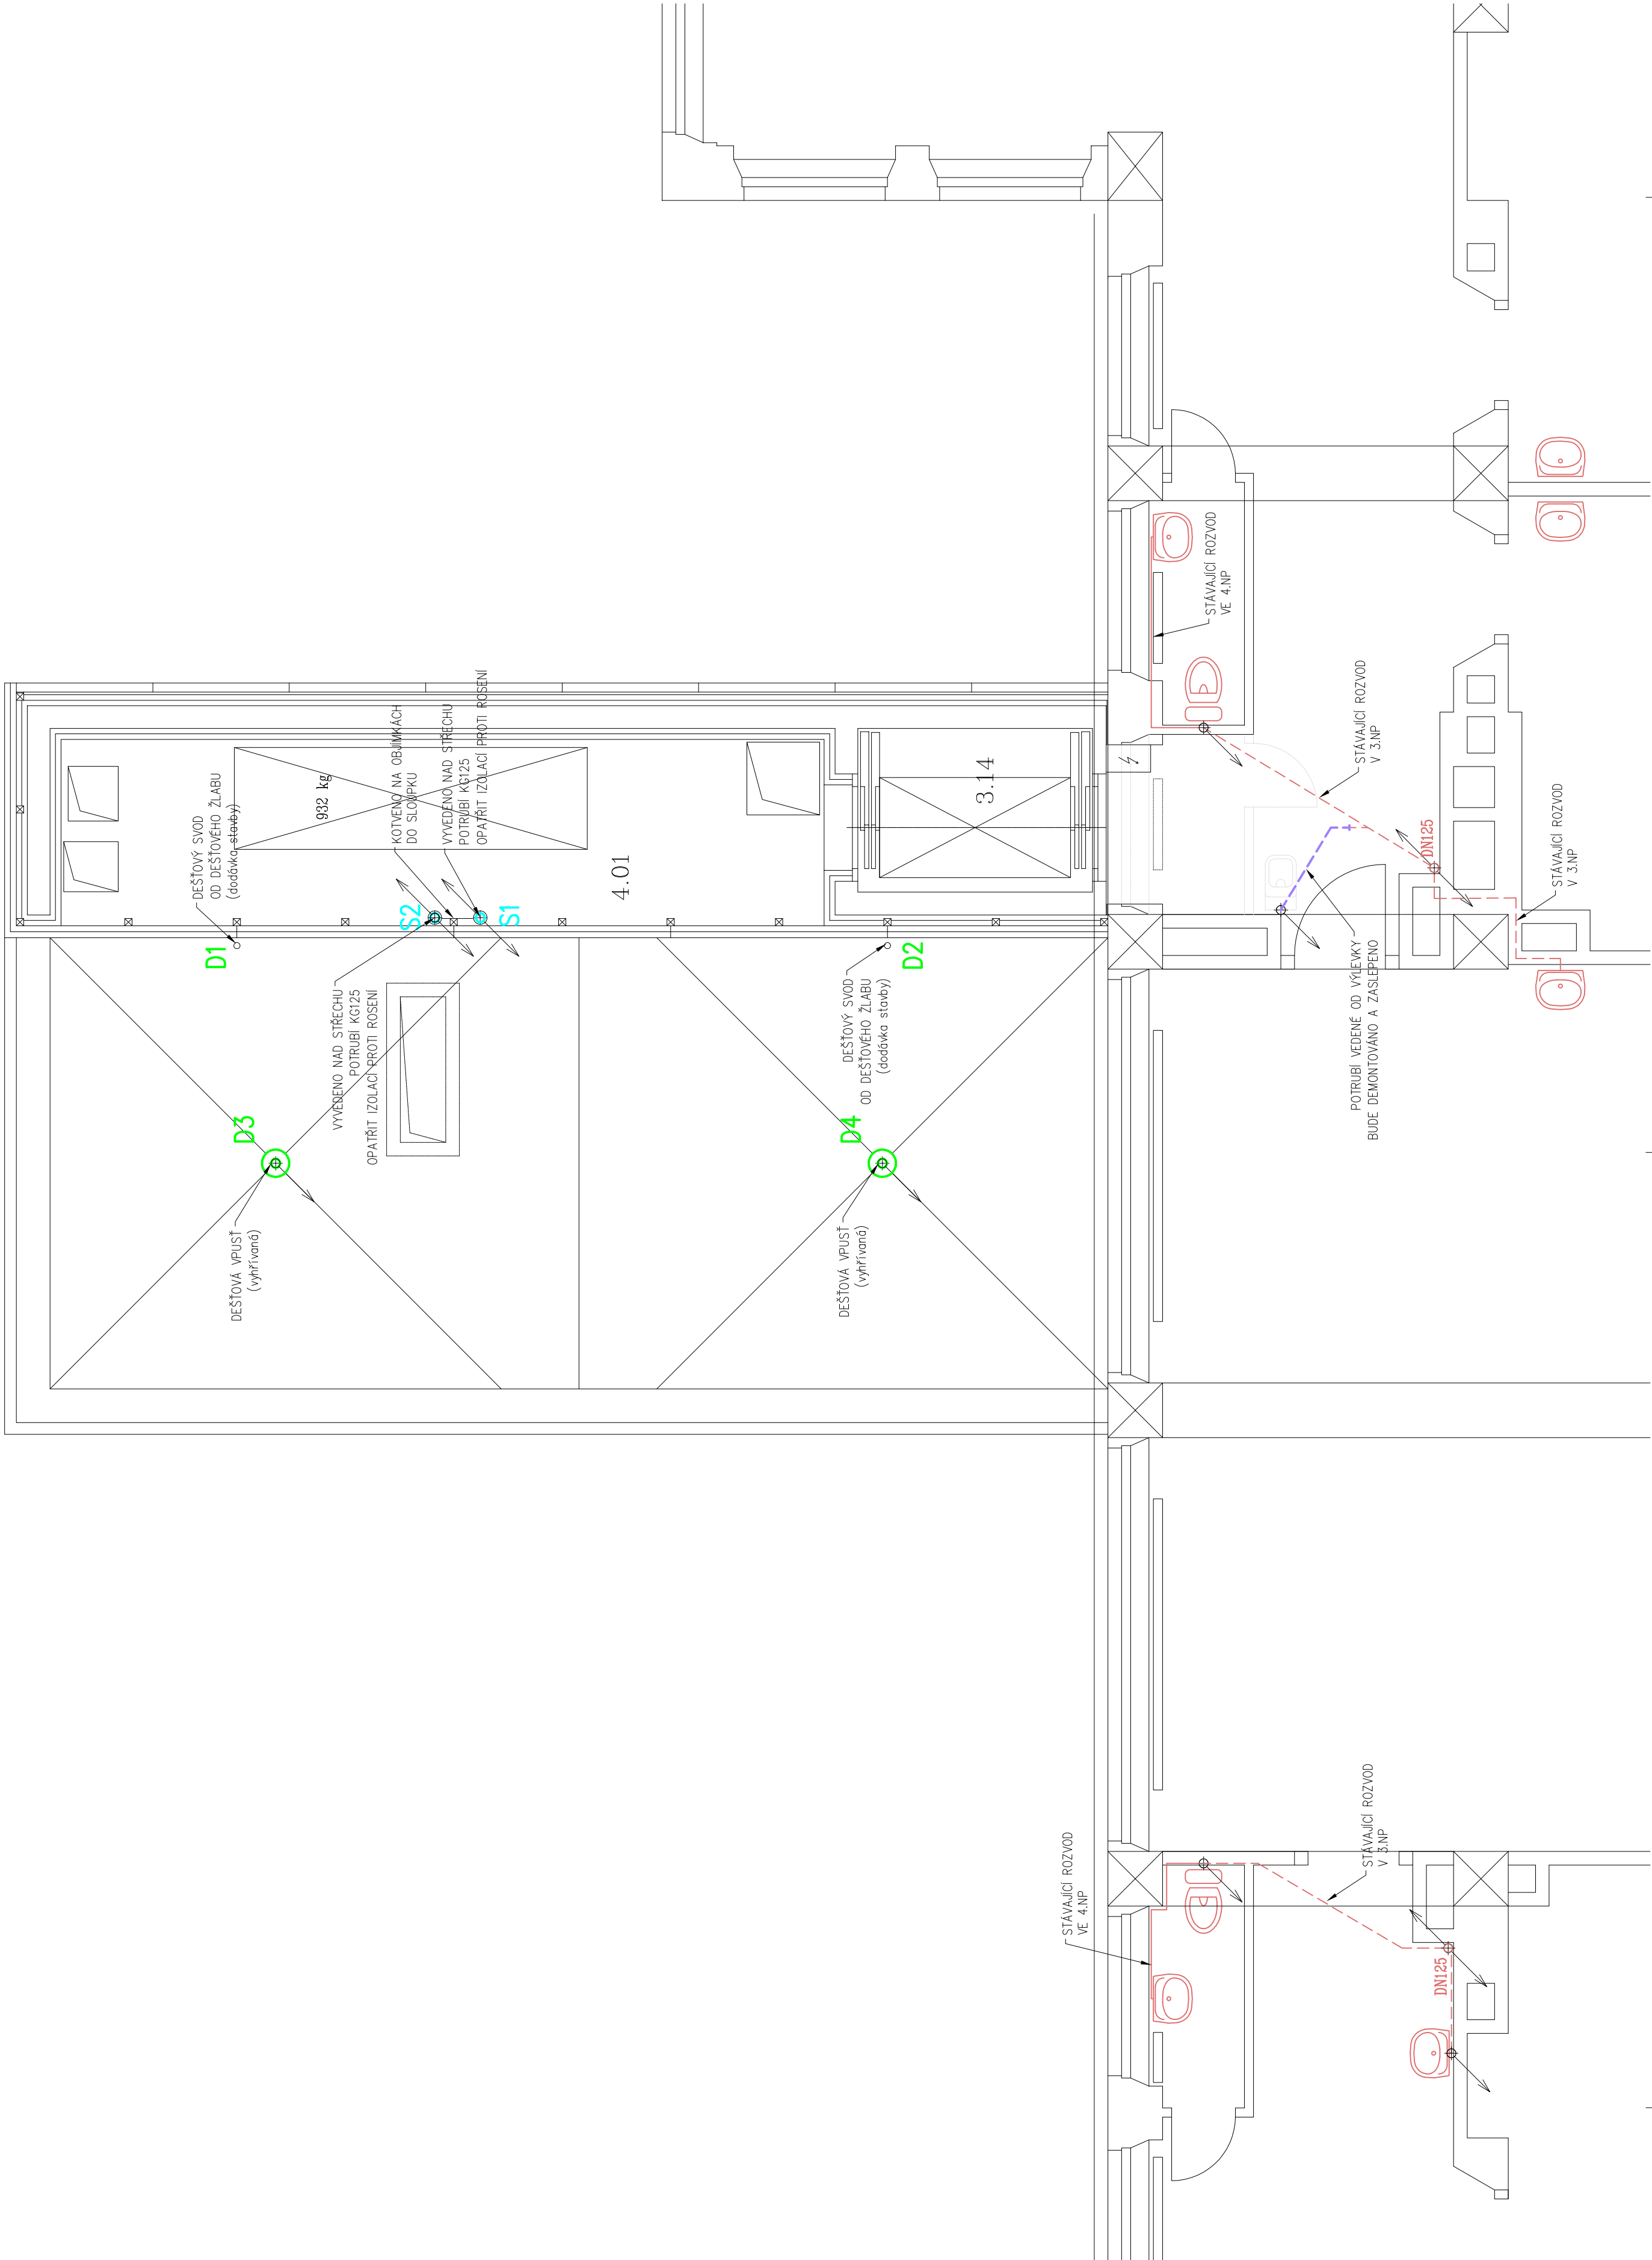 DEŠŤOVÝ SVOD
OD DEŠŤOVÉHO ŽLABU
(dodávka stavby)
D1
932 kg
KOTVENO NA OBJÍMKÁCH
DO SLOUPKU
VYVEDENO NAD STŘECHU
POTRUBÍ KG125
OPATŘIT IZOLACÍ PROTI ROSENÍ
S2
S1
4.01
3.14
VYVEDENO NAD STŘECHU
POTRUBÍ KG125
OPATŘIT IZOLACÍ PROTI ROSENÍ
D3
DEŠŤOVÁ VPUSŤ
(vyhřívaná)
D2
DEŠŤOVÝ SVOD
OD DEŠŤOVÉHO ŽLABU
(dodávka stavby)
D4
DEŠŤOVÁ VPUSŤ
(vyhřívaná)
STÁVAJÍCÍ ROZVOD
VE 4.NP
STÁVAJÍCÍ ROZVOD
V 3.NP
DN125
STÁVAJÍCÍ ROZVOD
V 3.NP
POTRUBÍ VEDENÉ OD VÝLEVKY
BUDE DEMONTOVÁNO A ZASLEPENO
STÁVAJÍCÍ ROZVOD
VE 4.NP
STÁVAJÍCÍ ROZVOD
V 3.NP
DN125